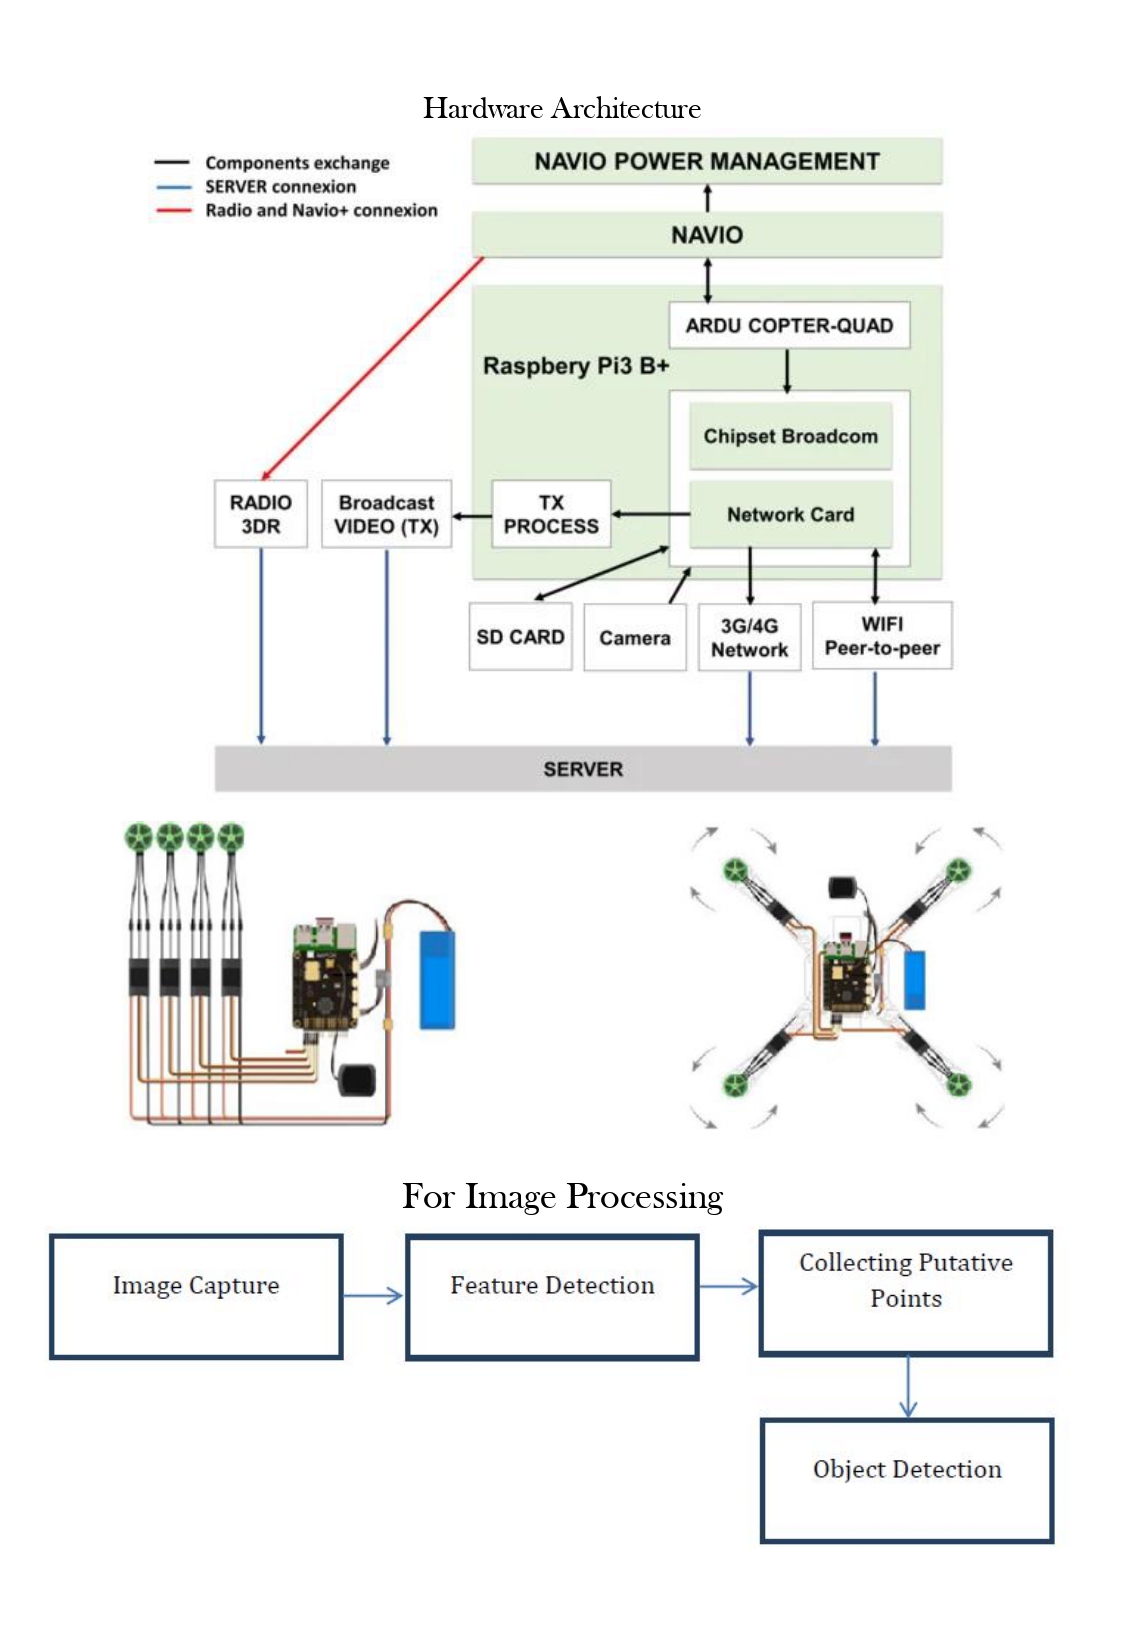 Hardware Architecture
Components exchange
SERVER connexion
Radio and Navio+ connexion
NAVIO POWER MANAGEMENT
NAVIO
ARDU COPTER-QUAD
Raspbery Pi3 B+
Chipset Broadcom
Network Card
TX
PROCESS
Broadcast
VIDEO (TX)
RADIO
3DR
SD CARD
Camera
3G/4G
Network
WIFI
Peer-to-peer
SERVER
For Image Processing
Image Capture
Feature Detection
Collecting Putative
Points
Object Detection